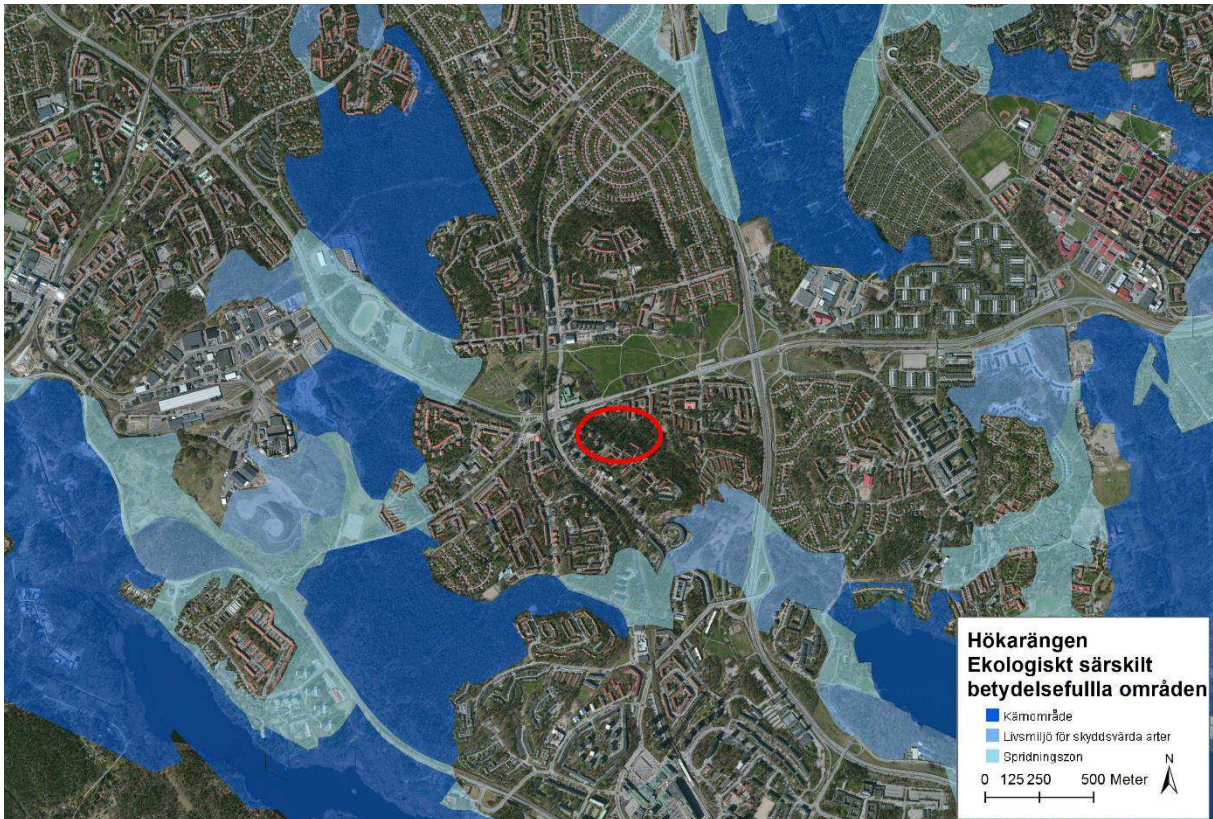 Hökarängen
Ekologiskt särskilt
betydelsefullla områden
Kärnområde
Livsmiljö för skyddsvärda arter
Spridningszon
N
0 125 250 500 Meter